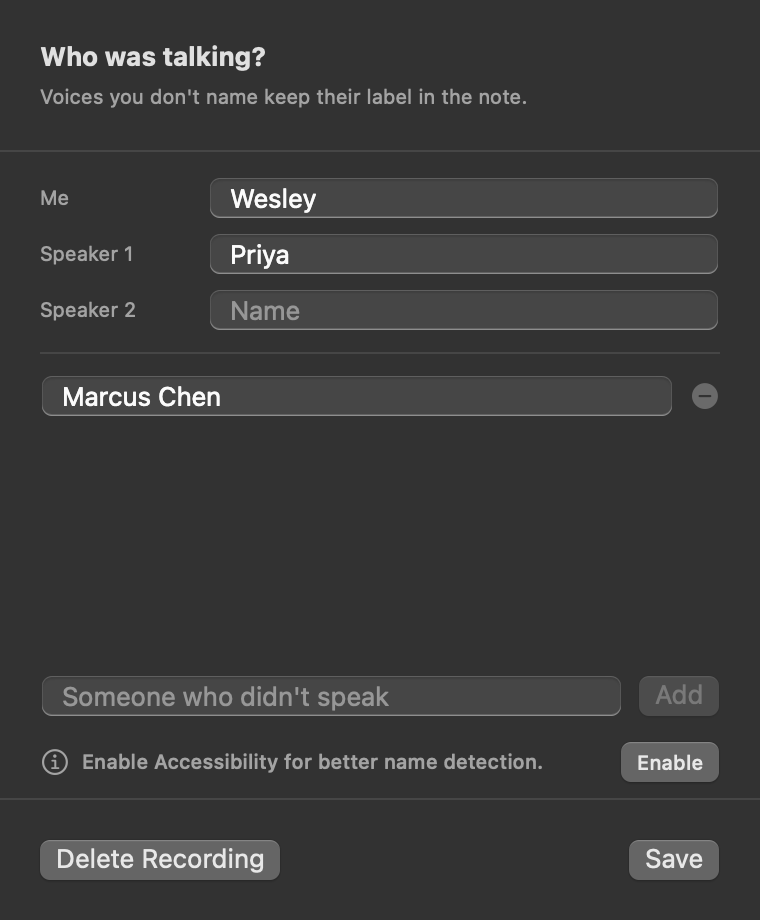 Who was talking?
Voices you don't name keep their label in the note.
Me Wesley
Speaker 1 Priya
Speaker 2 Name
Marcus Chen
Someone who didn't speak Add
Enable Accessibility for better name detection. Enable
Delete Recording Save